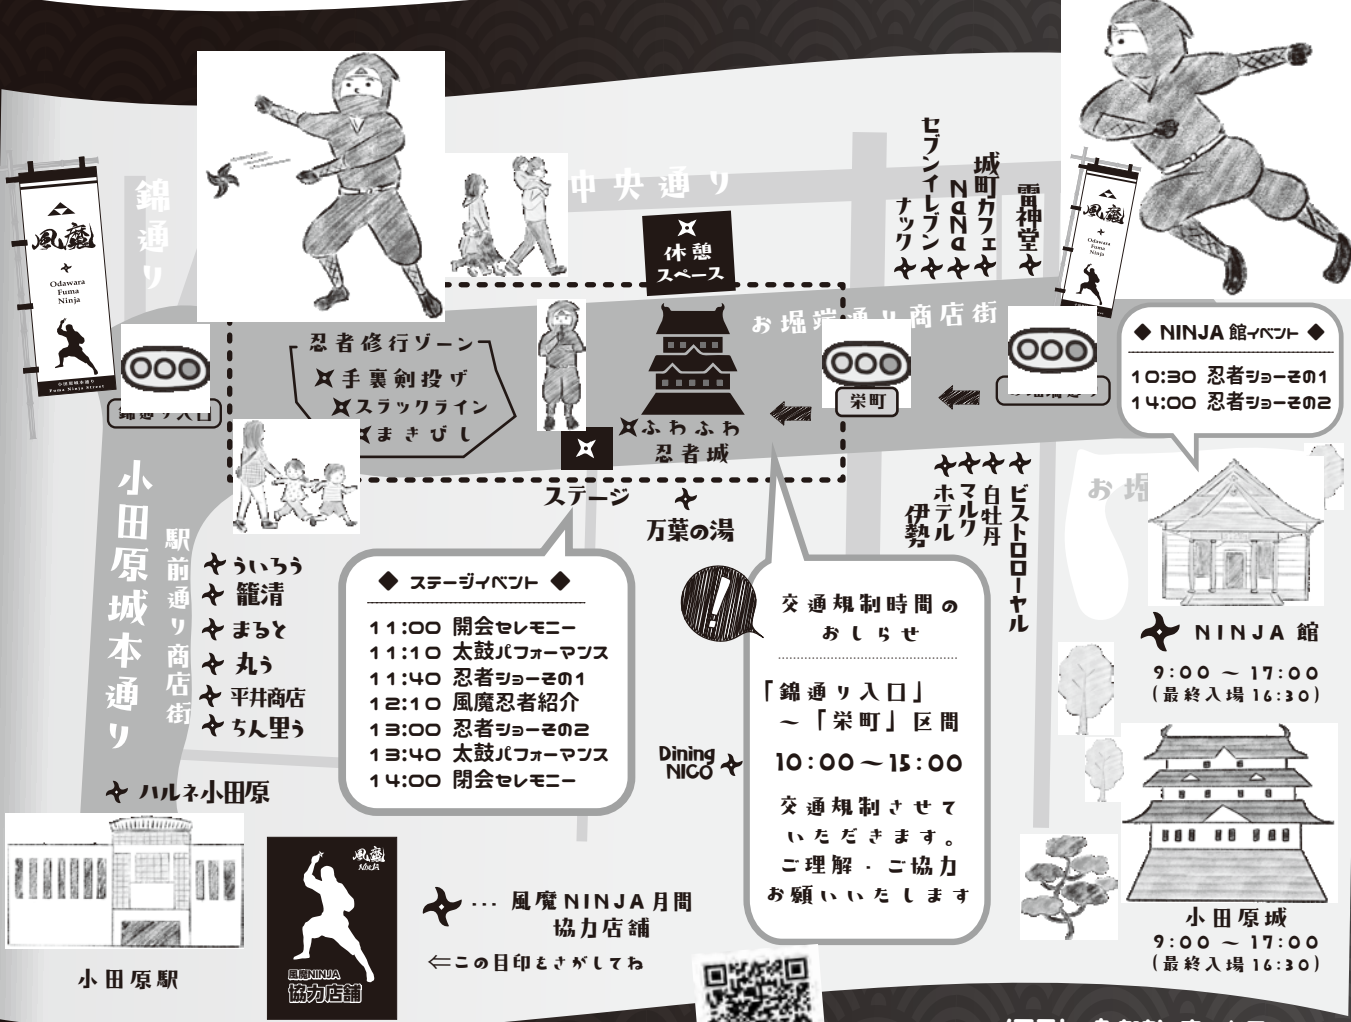 中央通り
錦通り
風魔
Odawara
Fuma
Ninja
小田原城本通り
Fuma Ninja Street
休憩
スペース
セブンイレブン
ナック
NaNa
城町カフェ
雷神堂
風魔
Odawara
Fuma
Ninja
お堀端通り商店街
忍者修行ゾーン
手裏剣投げ
スラックライン
まきびし
ふわふわ
忍者城
栄町
錦通り入口
◆ NINJA 館イベント ◆
10:30 忍者ショーその1
14:00 忍者ショーその2
ステージ
万葉の湯
伊勢
ホテル
マルク
白牡丹
ビストロローヤル
お堀
小田原城本通り
駅前通り商店街
ういろう
籠清
まると
丸う
平井商店
ちん里う
◆ ステージイベント ◆
11:00 開会セレモニー
11:10 太鼓パフォーマンス
11:40 忍者ショーその1
12:10 風魔忍者紹介
13:00 忍者ショーその2
13:40 太鼓パフォーマンス
14:00 閉会セレモニー
!
交通規制時間の
おしらせ
「錦通り入口」
～「栄町」区間
10:00～15:00
交通規制させて
いただきます。
ご理解・ご協力
お願いいたします
NINJA 館
9:00 ～ 17:00
(最終入場16:30)
Dining
NICO
ハルネ小田原
小田原駅
風魔
NiNJA
風魔NINJA
協力店舗
… 風魔NINJA月間
協力店舗
⇐この目印をさがしてね
小田原城
9:00 ～ 17:00
(最終入場16:30)